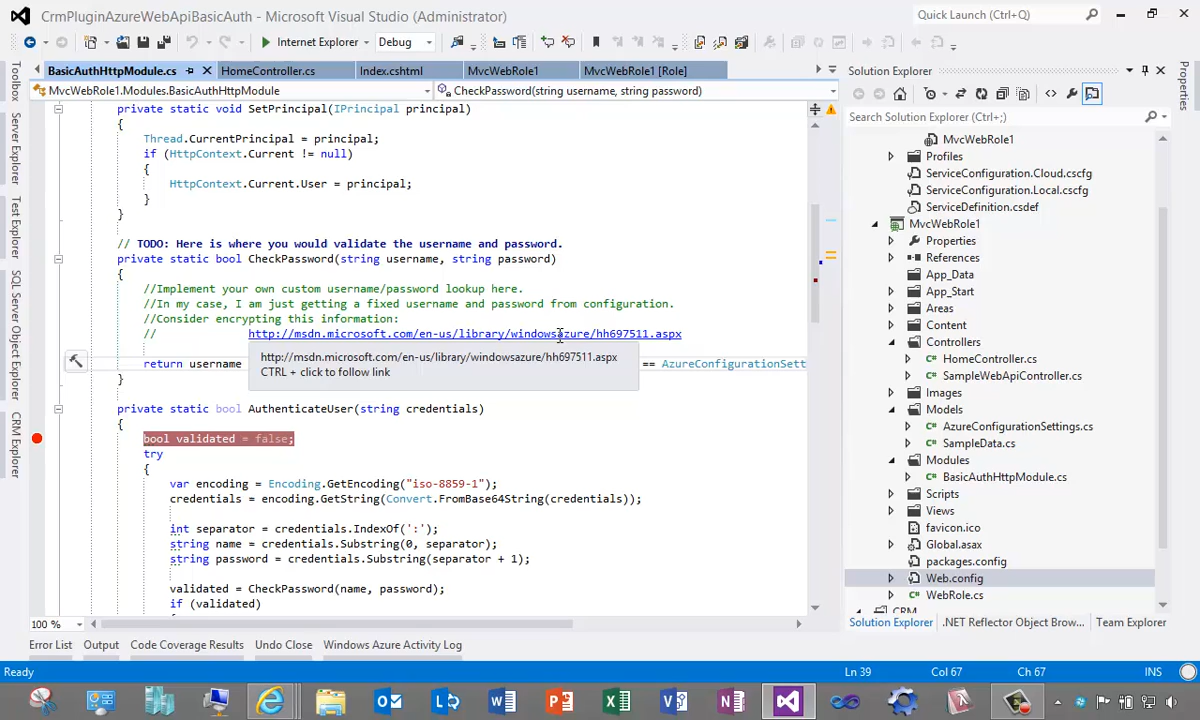 CrmPluginAzureWebApiBasicAuth - Microsoft Visual Studio (Administrator)
Quick Launch (Ctrl+Q)
Internet Explorer
Debug
BasicAuthHttpModule.cs
HomeController.cs
Index.cshtml
MvcWebRole1
MvcWebRole1 [Role]
MvcWebRole1.Modules.BasicAuthHttpModule
CheckPassword(string username, string password)
private static void SetPrincipal(IPrincipal principal)
{
Thread.CurrentPrincipal = principal;
if (HttpContext.Current != null)
{
HttpContext.Current.User = principal;
}
}
// TODO: Here is where you would validate the username and password.
private static bool CheckPassword(string username, string password)
{
//Implement your own custom username/password lookup here.
//In my case, I am just getting a fixed username and password from configuration.
//Consider encrypting this information:
// http://msdn.microsoft.com/en-us/library/windowsazure/hh697511.aspx
http://msdn.microsoft.com/en-us/library/windowsazure/hh697511.aspx
CTRL + click to follow link
return username == AzureConfigurationSett
}
private static bool AuthenticateUser(string credentials)
{
bool validated = false;
try
{
var encoding = Encoding.GetEncoding("iso-8859-1");
credentials = encoding.GetString(Convert.FromBase64String(credentials));
int separator = credentials.IndexOf(':');
string name = credentials.Substring(0, separator);
string password = credentials.Substring(separator + 1);
validated = CheckPassword(name, password);
if (validated)
100 %
Toolbox
Server Explorer
Test Explorer
SQL Server Object Explorer
CRM Explorer
Solution Explorer
Search Solution Explorer (Ctrl+;)
MvcWebRole1
Profiles
ServiceConfiguration.Cloud.cscfg
ServiceConfiguration.Local.cscfg
ServiceDefinition.csdef
MvcWebRole1
Properties
References
App_Data
App_Start
Areas
Content
Controllers
HomeController.cs
SampleWebApiController.cs
Images
Models
AzureConfigurationSettings.cs
SampleData.cs
Modules
BasicAuthHttpModule.cs
Scripts
Views
favicon.ico
Global.asax
packages.config
Web.config
WebRole.cs
CRM
Solution Explorer
.NET Reflector Object Brow...
Team Explorer
Properties
Error List
Output
Code Coverage Results
Undo Close
Windows Azure Activity Log
Ready
Ln 39
Col 67
Ch 67
INS